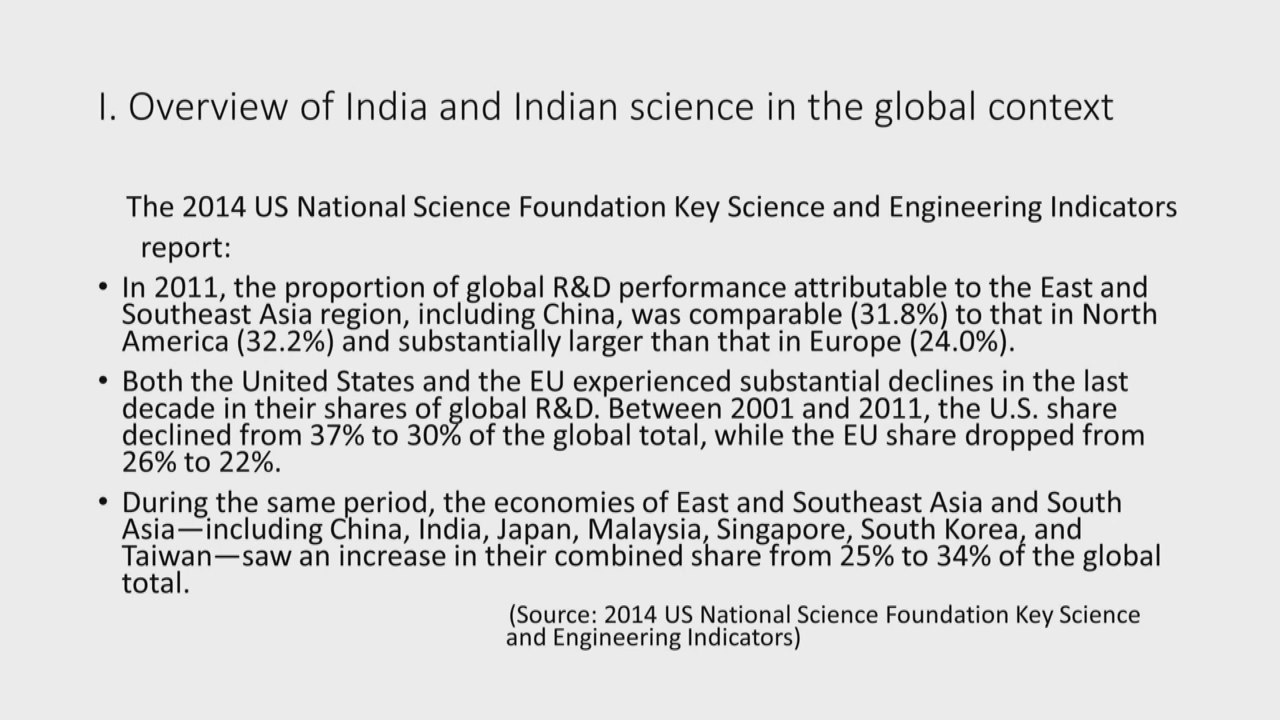 I. Overview of India and Indian science in the global context
The 2014 US National Science Foundation Key Science and Engineering Indicators
report:
• In 2011, the proportion of global R&D performance attributable to the East and
Southeast Asia region, including China, was comparable (31.8%) to that in North
America (32.2%) and substantially larger than that in Europe (24.0%).
• Both the United States and the EU experienced substantial declines in the last
decade in their shares of global R&D. Between 2001 and 2011, the U.S. share
declined from 37% to 30% of the global total, while the EU share dropped from
26% to 22%.
• During the same period, the economies of East and Southeast Asia and South
Asia—including China, India, Japan, Malaysia, Singapore, South Korea, and
Taiwan—saw an increase in their combined share from 25% to 34% of the global
total.
(Source: 2014 US National Science Foundation Key Science
and Engineering Indicators)